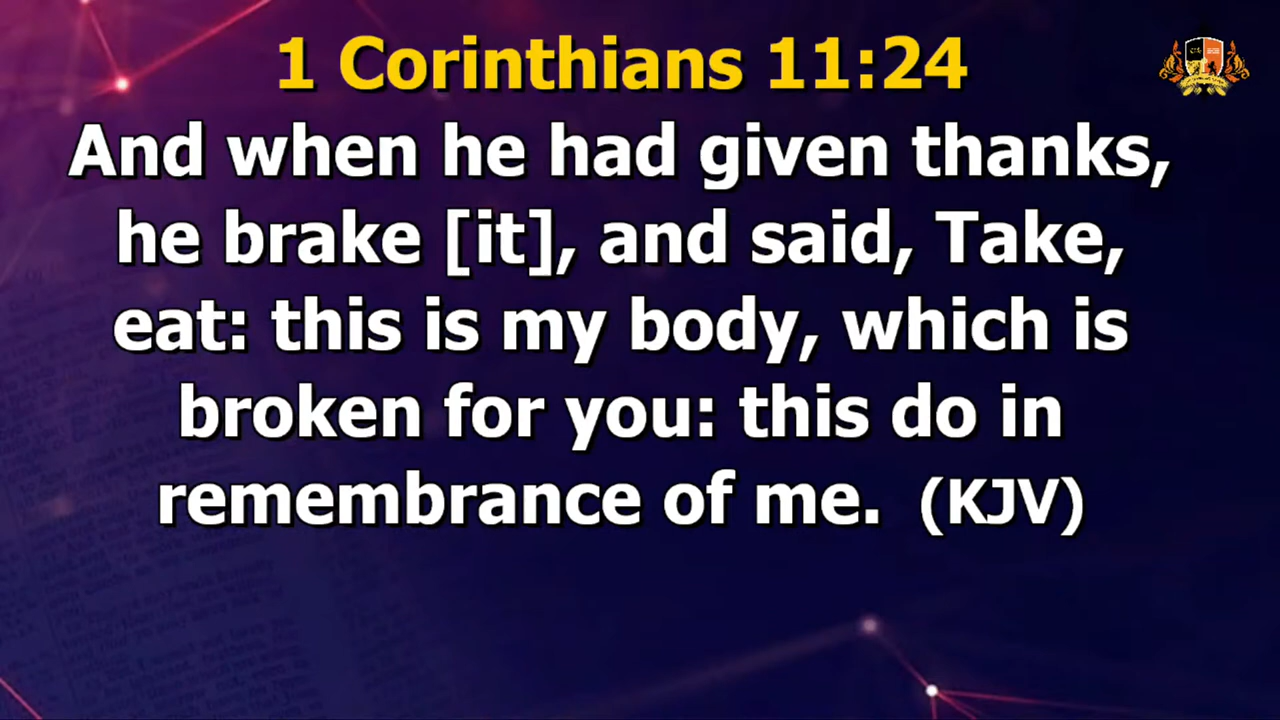 1 Corinthians 11:24
And when he had given thanks,
he brake [it], and said, Take,
eat: this is my body, which is
broken for you: this do in
remembrance of me.  (KJV)